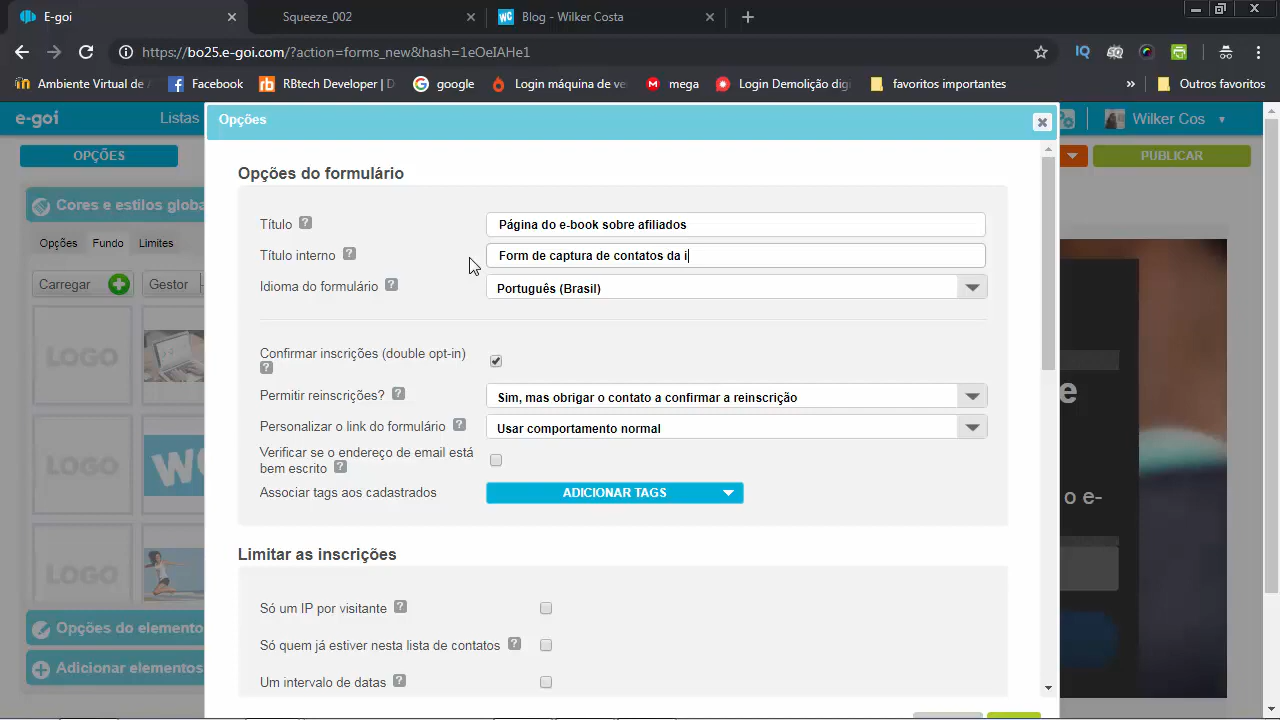 E-goi
Squeeze_002
WC Blog - Wilker Costa
https://bo25.e-goi.com/?action=forms_new&hash=1eOeIAHe1
IQ
SQ
Ambiente Virtual de A
Facebook
rb RBtech Developer | D
google
Login máquina de ve
mega
Login Demolição digi
favoritos importantes
»
Outros favoritos
e-goi
Listas
Opções
Wilker Cos
OPÇÕES
PUBLICAR
Cores e estilos globa
Opções
Fundo
Limites
Carregar
Gestor
LOGO
LOGO
WC
LOGO
Opções do elemento
Adicionar elementos
Opções do formulário
Título ?
Página do e-book sobre afiliados
Título interno ?
Form de captura de contatos da i
Idioma do formulário ?
Português (Brasil)
Confirmar inscrições (double opt-in)
?
Permitir reinscrições? ?
Sim, mas obrigar o contato a confirmar a reinscrição
Personalizar o link do formulário ?
Usar comportamento normal
Verificar se o endereço de email está
bem escrito ?
Associar tags aos cadastrados
ADICIONAR TAGS
Limitar as inscrições
Só um IP por visitante ?
Só quem já estiver nesta lista de contatos ?
Um intervalo de datas ?
e
o e-